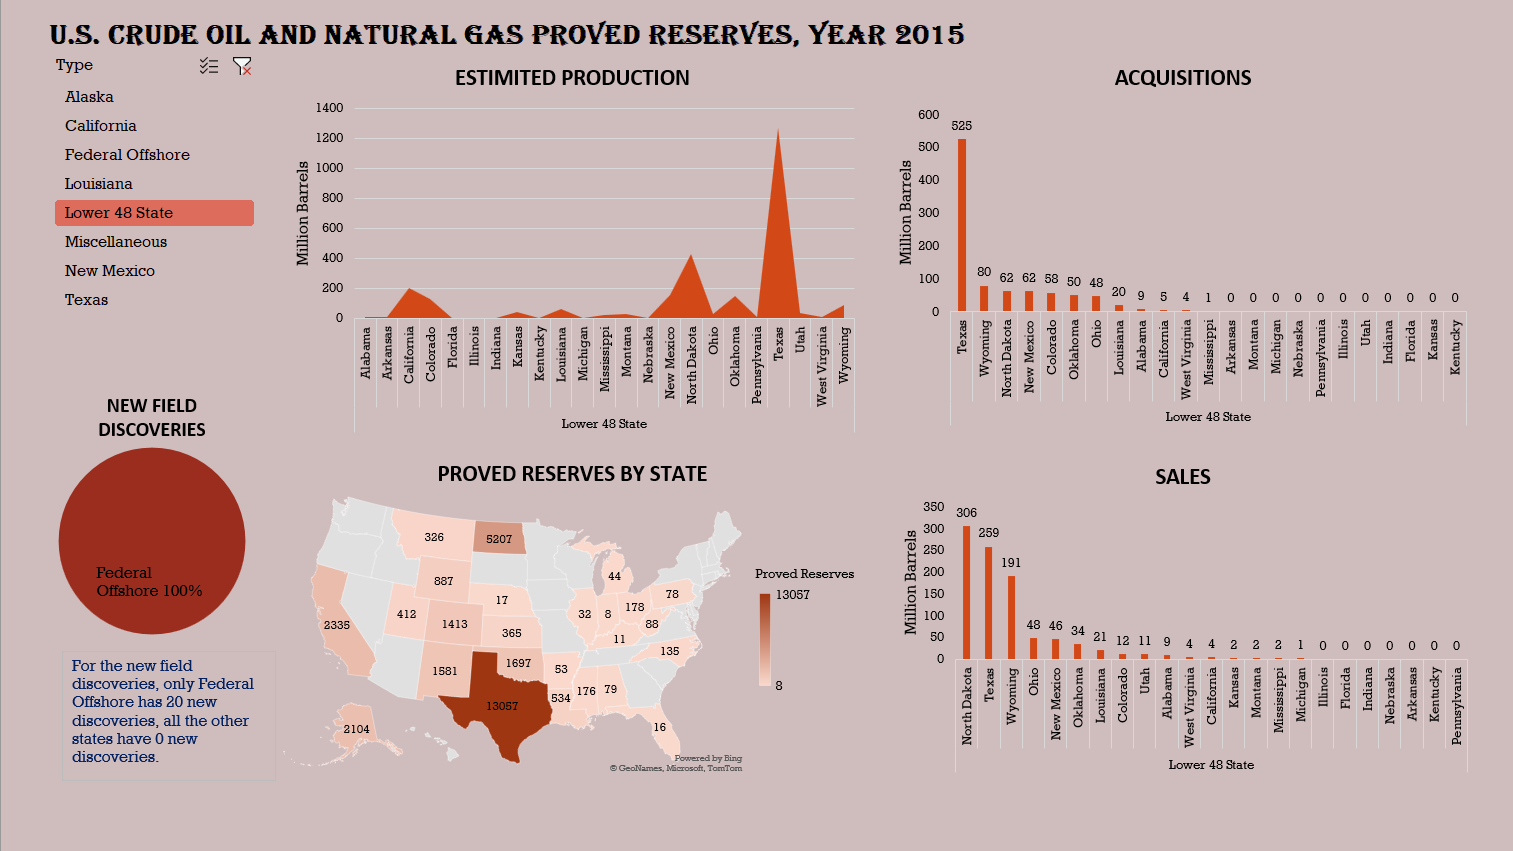 U.S. CRUDE OIL AND NATURAL GAS PROVED RESERVES, YEAR 2015
Type
Alaska
California
Federal Offshore
Louisiana
Lower 48 State
Miscellaneous
New Mexico
Texas
NEW FIELD
DISCOVERIES
Federal
Offshore 100%
For the new field
discoveries, only Federal
Offshore has 20 new
discoveries, all the other
states have 0 new
discoveries.
ESTIMITED PRODUCTION
Million Barrels
1400
1200
1000
800
600
400
200
0
Alabama
Arkansas
California
Colorado
Florida
Illinois
Indiana
Kansas
Kentucky
Louisiana
Michigan
Mississippi
Montana
Nebraska
New Mexico
North Dakota
Ohio
Oklahoma
Pennsylvania
Texas
Utah
West Virginia
Wyoming
Lower 48 State
PROVED RESERVES BY STATE
326
5207
887
17
44
78
2335
412
1413
365
32
8
178
88
11
135
1581
1697
53
13057
534
176
79
16
2104
Proved Reserves
13057
8
Powered by Bing
© GeoNames, Microsoft, TomTom
ACQUISITIONS
Million Barrels
600
500
400
300
200
100
0
525
80
62
62
58
50
48
20
9
5
4
1
0
0
0
0
0
0
0
0
0
0
0
Texas
Wyoming
North Dakota
New Mexico
Colorado
Oklahoma
Ohio
Louisiana
Alabama
California
West Virginia
Mississippi
Arkansas
Montana
Michigan
Nebraska
Pennsylvania
Illinois
Utah
Indiana
Florida
Kansas
Kentucky
Lower 48 State
SALES
Million Barrels
350
300
250
200
150
100
50
0
306
259
191
48
46
34
21
12
11
9
4
4
2
2
2
1
0
0
0
0
0
0
0
North Dakota
Texas
Wyoming
Ohio
New Mexico
Oklahoma
Louisiana
Colorado
Utah
Alabama
West Virginia
California
Kansas
Montana
Mississippi
Michigan
Illinois
Florida
Indiana
Nebraska
Arkansas
Kentucky
Pennsylvania
Lower 48 State